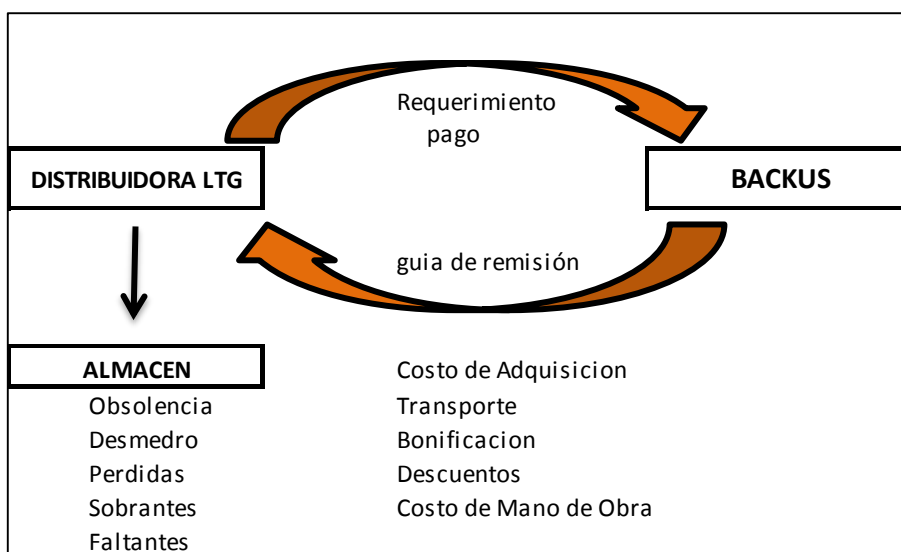 Requerimiento
pago
DISTRIBUIDORA LTG
BACKUS
guia de remisión
ALMACEN
Obsolencia
Desmedro
Perdidas
Sobrantes
Faltantes
Costo de Adquisicion
Transporte
Bonificacion
Descuentos
Costo de Mano de Obra